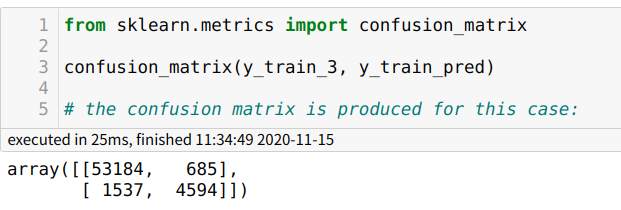 1 from sklearn.metrics import confusion_matrix
2
3 confusion_matrix(y_train_3, y_train_pred)
4
5 # the confusion matrix is produced for this case:
executed in 25ms, finished 11:34:49 2020-11-15
array([[53184,   685],
       [ 1537,  4594]])